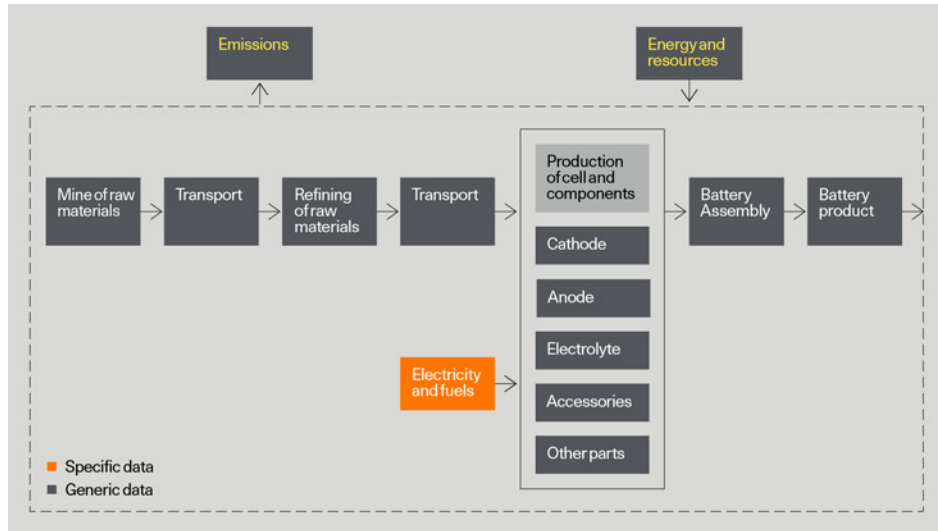 Emissions
Energy and
resources
Mine of raw
materials
Transport
Refining
of raw
materials
Transport
Production
of cell and
components
Cathode
Anode
Electrolyte
Accessories
Other parts
Battery
Assembly
Battery
product
Electricity
and fuels
Specific data
Generic data